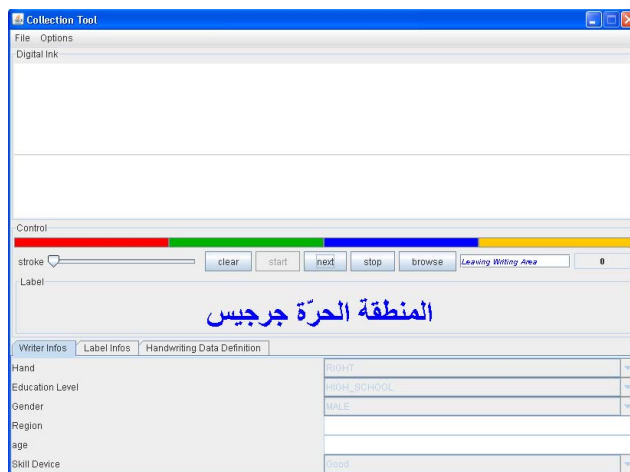 Collection Tool
File Options
Digital Ink
Control
stroke clear start next stop browse Leaving Writing Area 0
Label
المنطقة الحرّة جرجيس
Writer Infos Label Infos Handwriting Data Definition
Hand RIGHT
Education Level HIGH_SCHOOL
Gender MALE
Region
age
Skill Device Good